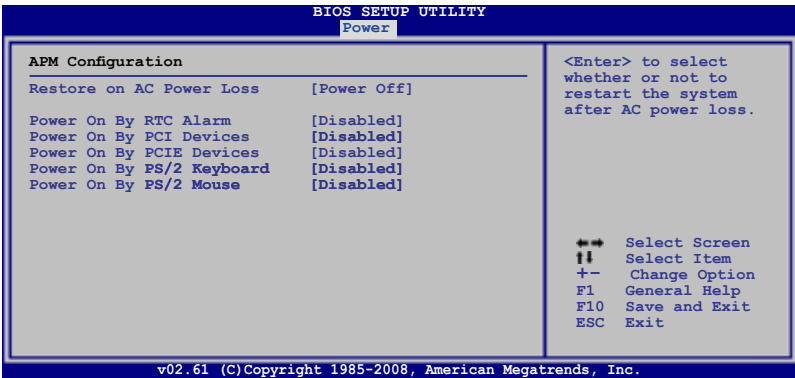 BIOS SETUP UTILITY
Power
APM Configuration
Restore on AC Power Loss [Power Off]
Power On By RTC Alarm [Disabled]
Power On By PCI Devices [Disabled]
Power On By PCIE Devices [Disabled]
Power On By PS/2 Keyboard [Disabled]
Power On By PS/2 Mouse [Disabled]
<Enter> to select
whether or not to
restart the system
after AC power loss.
←→ Select Screen
↑↓ Select Item
+- Change Option
F1 General Help
F10 Save and Exit
ESC Exit
v02.61 (C)Copyright 1985-2008, American Megatrends, Inc.